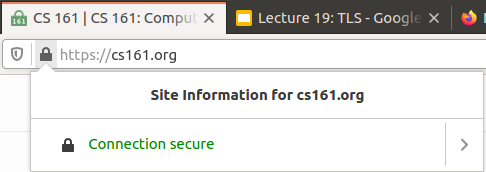 CS 161 | CS 161: Comput
Lecture 19: TLS - Google
https://cs161.org
Site Information for cs161.org
Connection secure